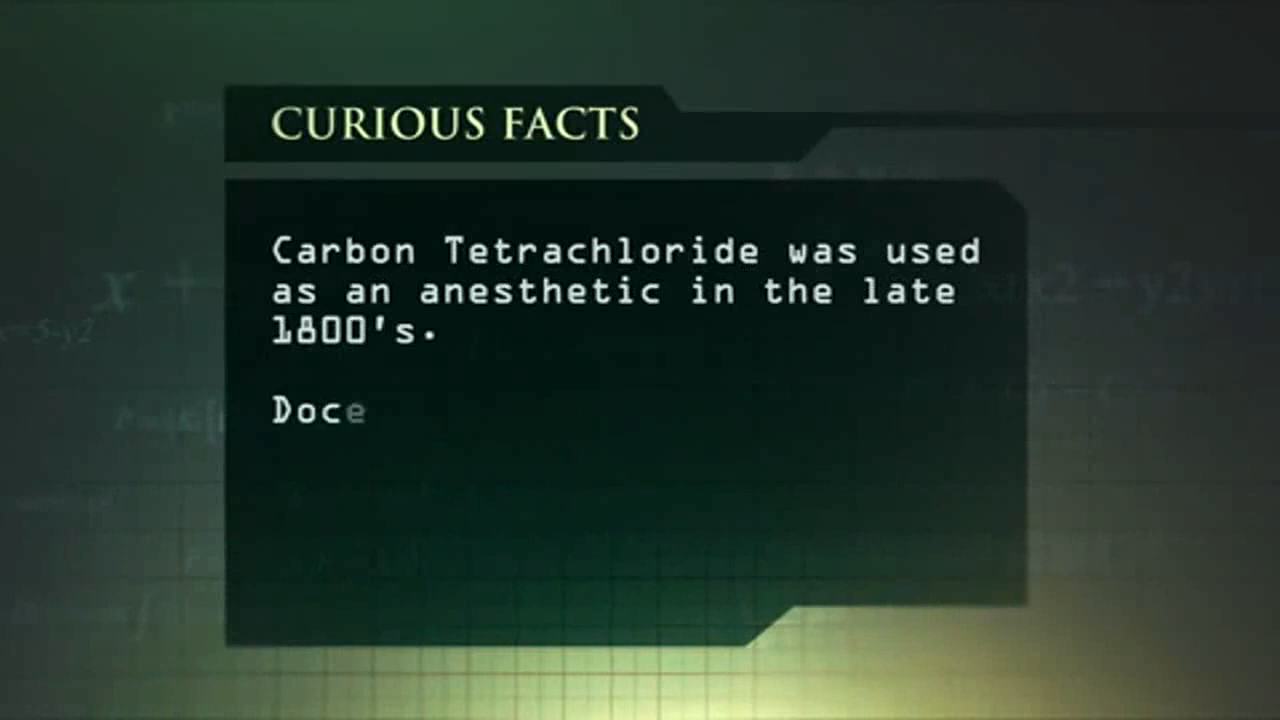 CURIOUS FACTS
Carbon Tetrachloride was used
as an anesthetic in the late
1800's.
Doce